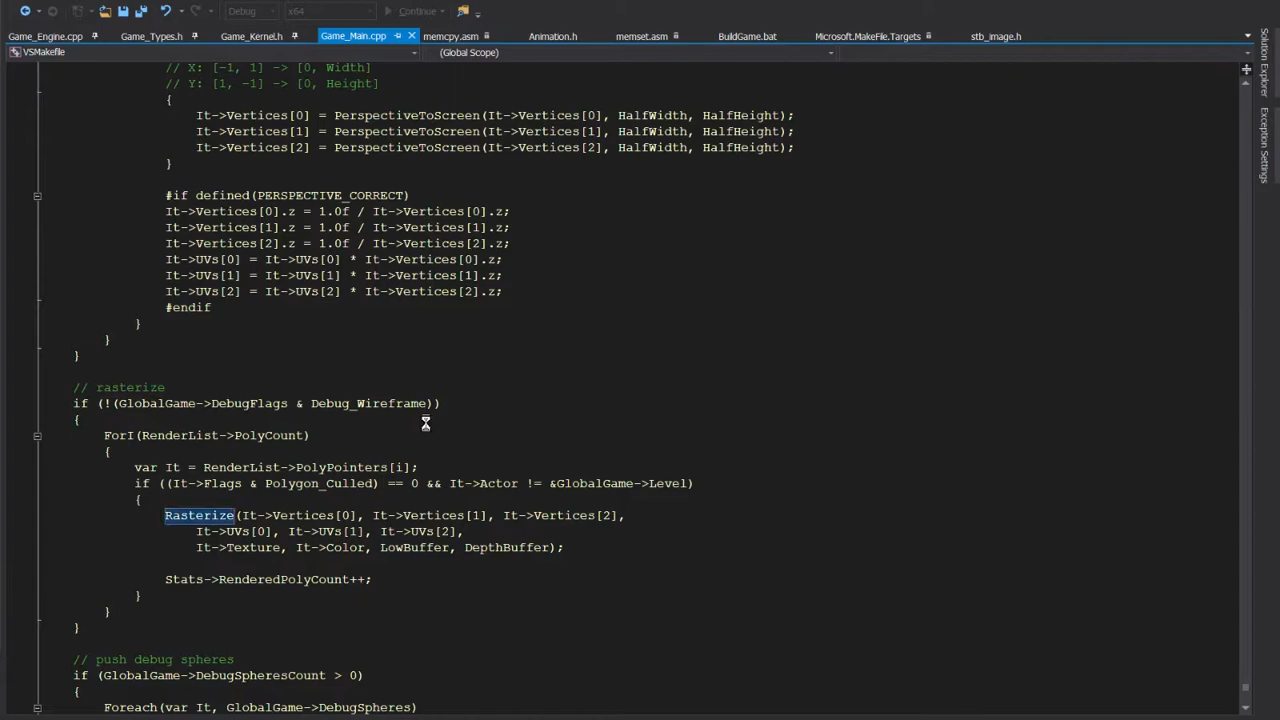 Debug x64 Continue
Game_Engine.cpp Game_Types.h Game_Kernel.h Game_Main.cpp memcpy.asm Animation.h memset.asm BuildGame.bat Microsoft.MakeFile.Targets stb_image.h
VSMakefile (Global Scope)
// X: [-1, 1] -> [0, Width]
// Y: [1, -1] -> [0, Height]
{
It->Vertices[0] = PerspectiveToScreen(It->Vertices[0], HalfWidth, HalfHeight);
It->Vertices[1] = PerspectiveToScreen(It->Vertices[1], HalfWidth, HalfHeight);
It->Vertices[2] = PerspectiveToScreen(It->Vertices[2], HalfWidth, HalfHeight);
}
#if defined(PERSPECTIVE_CORRECT)
It->Vertices[0].z = 1.0f / It->Vertices[0].z;
It->Vertices[1].z = 1.0f / It->Vertices[1].z;
It->Vertices[2].z = 1.0f / It->Vertices[2].z;
It->UVs[0] = It->UVs[0] * It->Vertices[0].z;
It->UVs[1] = It->UVs[1] * It->Vertices[1].z;
It->UVs[2] = It->UVs[2] * It->Vertices[2].z;
#endif
}
}
}
// rasterize
if (!(GlobalGame->DebugFlags & Debug_Wireframe))
{
ForI(RenderList->PolyCount)
{
var It = RenderList->PolyPointers[i];
if ((It->Flags & Polygon_Culled) == 0 && It->Actor != &GlobalGame->Level)
{
Rasterize(It->Vertices[0], It->Vertices[1], It->Vertices[2],
It->UVs[0], It->UVs[1], It->UVs[2],
It->Texture, It->Color, LowBuffer, DepthBuffer);
Stats->RenderedPolyCount++;
}
}
}
// push debug spheres
if (GlobalGame->DebugSpheresCount > 0)
{
Foreach(var It, GlobalGame->DebugSpheres)
Solution Explorer
Exception Settings